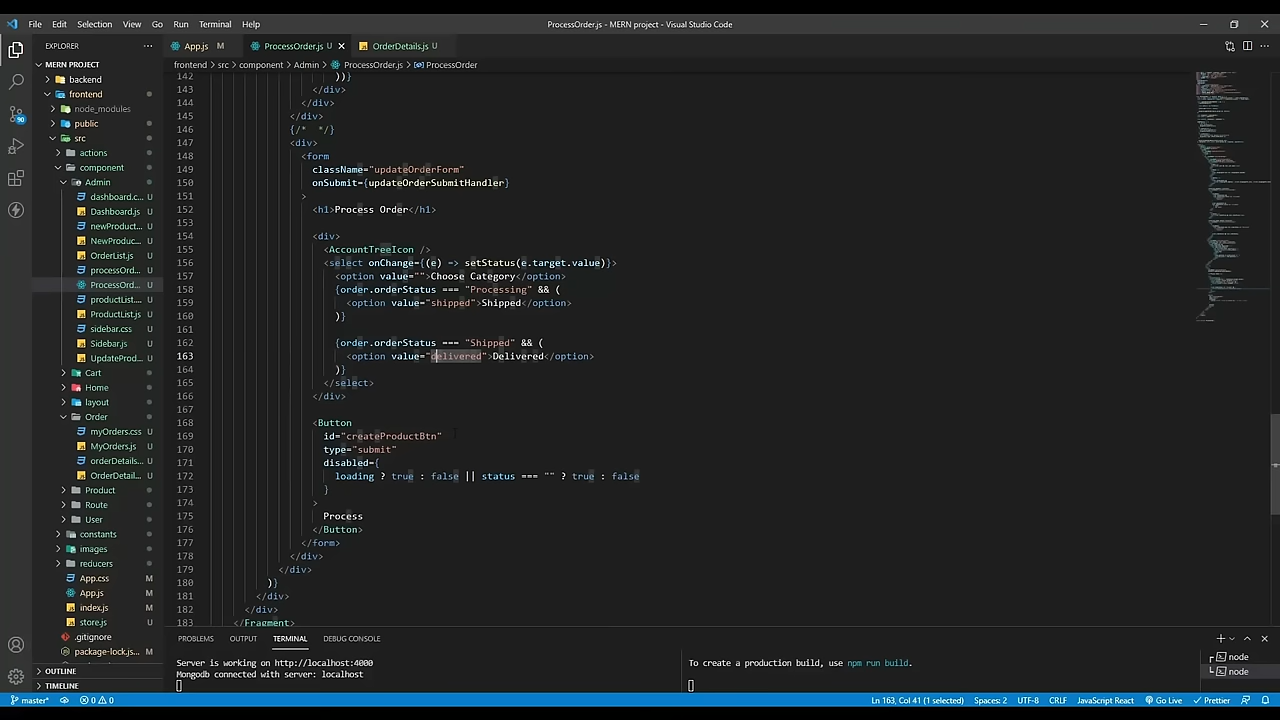 File Edit Selection View Go Run Terminal Help
ProcessOrder.js - MERN project - Visual Studio Code
EXPLORER
App.js M
ProcessOrder.js U
OrderDetails.js U
MERN PROJECT
frontend > src > component > Admin > ProcessOrder.js > ProcessOrder
backend
frontend
node_modules
public
src
actions
component
Admin
dashboard.c... U
Dashboard.js U
newProduct... U
NewProduc... U
OrderList.js U
processOrd... U
ProcessOrd... U
productList.... U
ProductList.js U
sidebar.css U
Sidebar.js U
UpdateProd... U
Cart
Home
layout
Order
myOrders.css U
MyOrders.js U
orderDetails... U
OrderDetail... U
Product
Route
User
constants
images
reducers
App.css M
App.js M
index.js M
store.js U
.gitignore
package-lock.js... M
OUTLINE
TIMELINE
142 ))}
143 </div>
144 </div>
145 </div>
146 {/*  */}
147 <div>
148 <form
149 className="updateOrderForm"
150 onSubmit={updateOrderSubmitHandler}
151 >
152 <h1>Process Order</h1>
153
154 <div>
155 <AccountTreeIcon />
156 <select onChange={(e) => setStatus(e.target.value)}>
157 <option value="">Choose Category</option>
158 {order.orderStatus === "Processing" && (
159 <option value="shipped">Shipped</option>
160 )}
161
162 {order.orderStatus === "Shipped" && (
163 <option value="delivered">Delivered</option>
164 )}
165 </select>
166 </div>
167
168 <Button
169 id="createProductBtn"
170 type="submit"
171 disabled={
172 loading ? true : false || status === "" ? true : false
173 }
174 >
175 Process
176 </Button>
177 </form>
178 </div>
179 </div>
180 )}
181 </div>
182 </div>
183 </Fragment>
PROBLEMS OUTPUT TERMINAL DEBUG CONSOLE
Server is working on http://localhost:4000
Mongodb connected with server: localhost
To create a production build, use npm run build.
node
node
90
master* 0 0
Ln 163, Col 41 (1 selected) Spaces: 2 UTF-8 CRLF JavaScript React Go Live Prettier